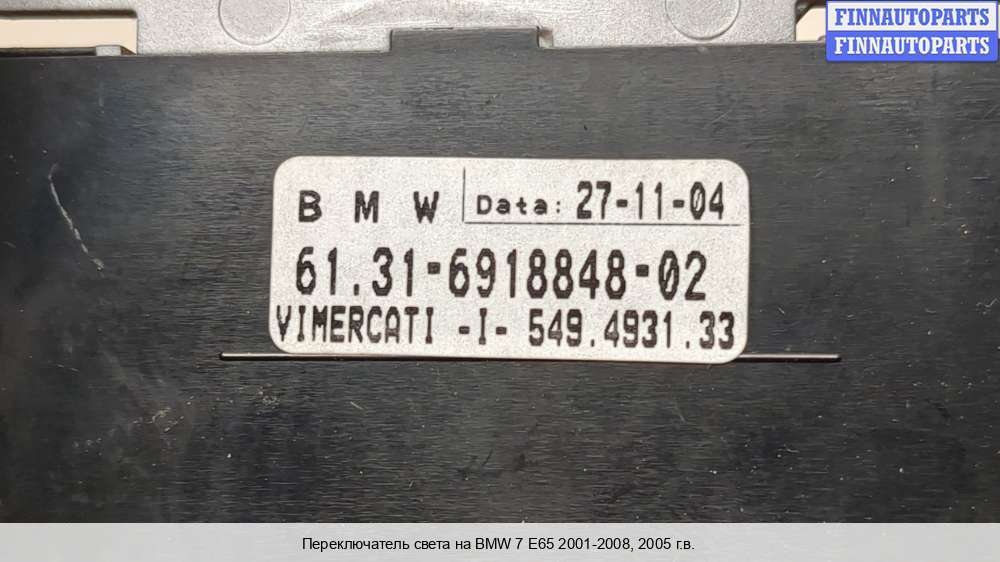 FINNAUTOPARTS
FINNAUTOPARTS
BMW Data: 27-11-04
61.31-6918848-02
VIMERCATI -I- 549.4931.33
Переключатель света на BMW 7 E65 2001-2008, 2005 г.в.